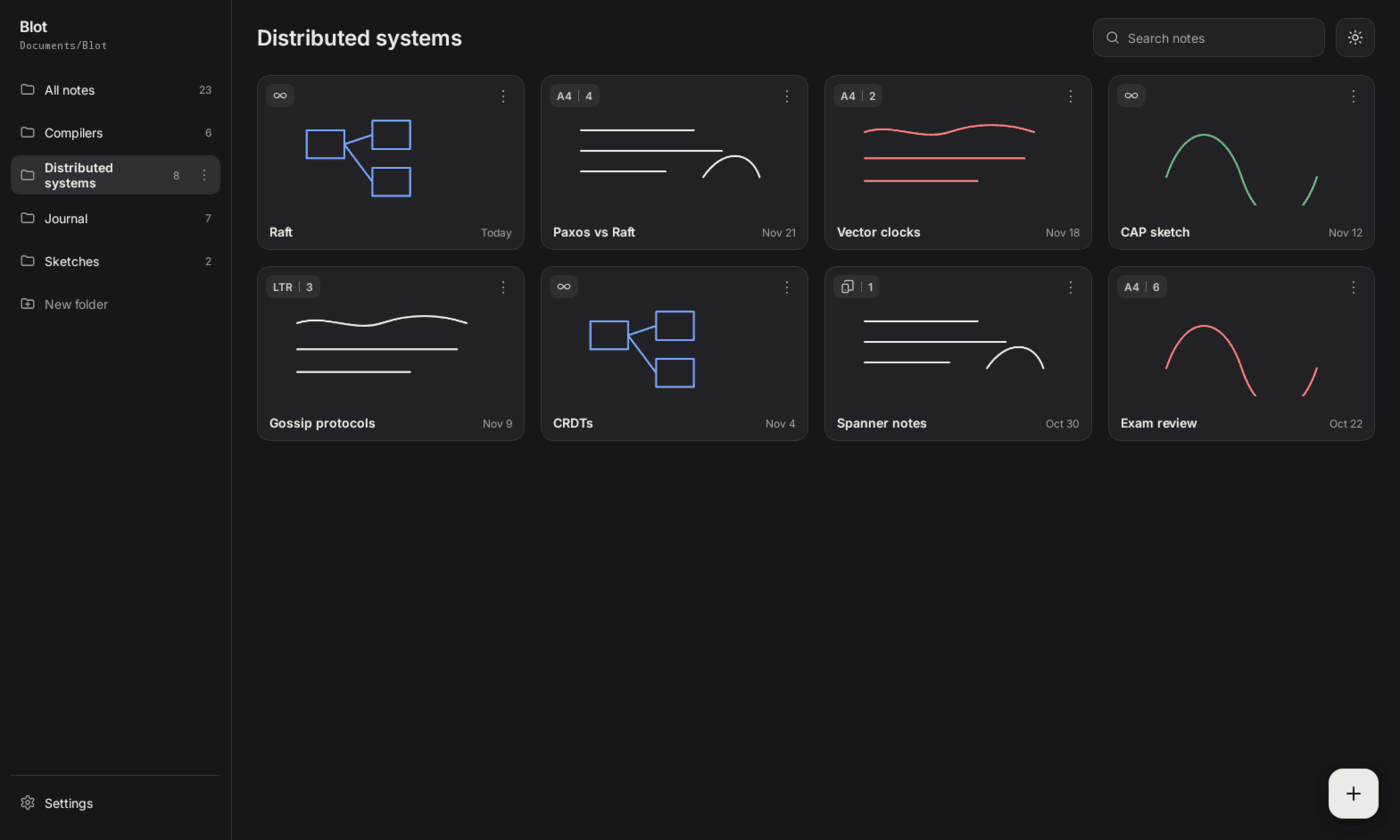 Blot
Documents/Blot
All notes 23
Compilers 6
Distributed
systems 8
Journal 7
Sketches 2
New folder
Settings
Distributed systems
Search notes
∞
Raft Today
A4 | 4
Paxos vs Raft Nov 21
A4 | 2
Vector clocks Nov 18
∞
CAP sketch Nov 12
LTR | 3
Gossip protocols Nov 9
∞
CRDTs Nov 4
1
Spanner notes Oct 30
A4 | 6
Exam review Oct 22